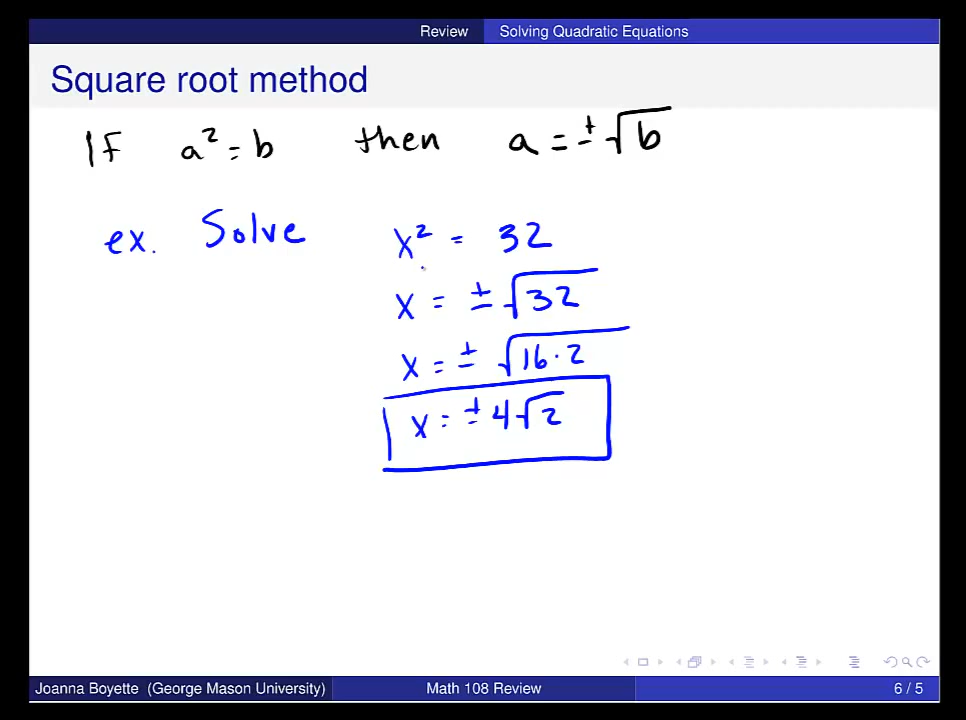 Review Solving Quadratic Equations
Square root method
If a² = b then a = ±√b
ex. Solve x² = 32
x = ±√32
x = ±√16·2
x = ±4√2
Joanna Boyette (George Mason University) Math 108 Review 6 / 5